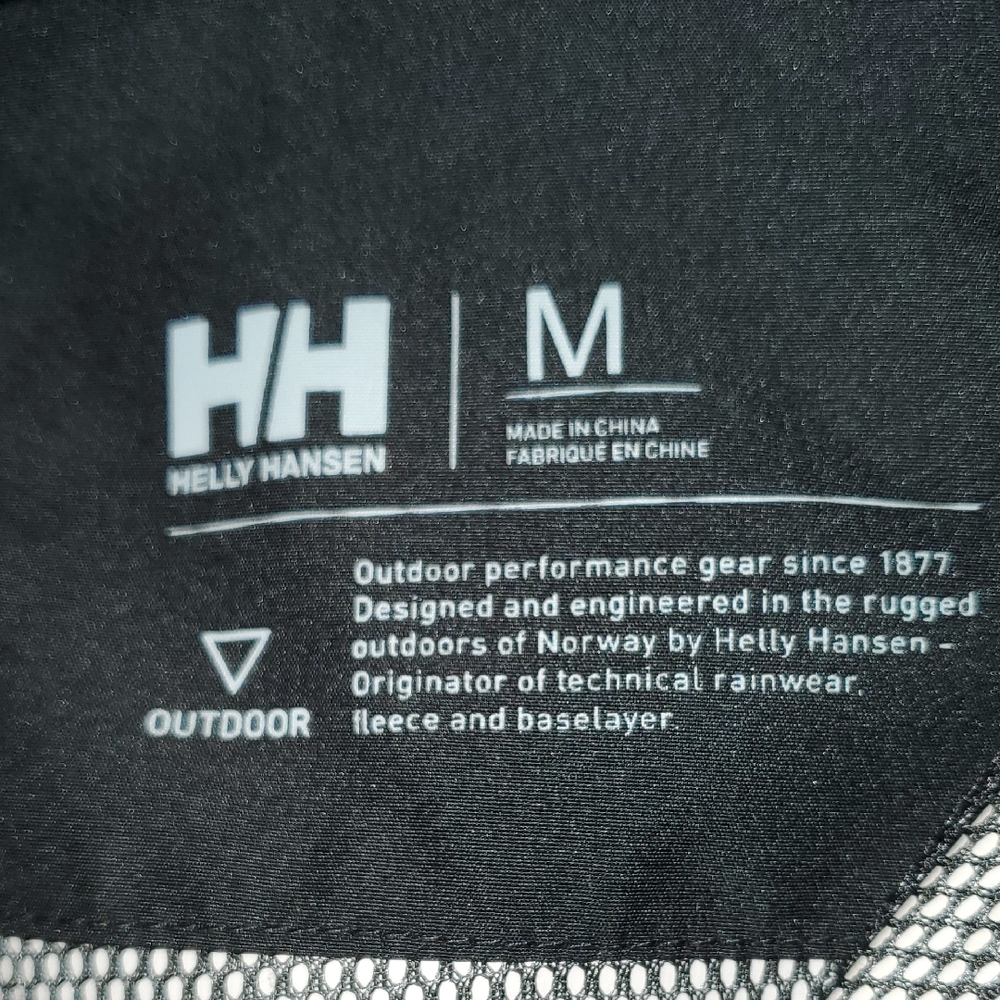 HH
HELLY HANSEN
M
MADE IN CHINA
FABRIQUÉ EN CHINE
Outdoor performance gear since 1877.
Designed and engineered in the rugged
outdoors of Norway by Helly Hansen -
Originator of technical rainwear,
fleece and baselayer.
OUTDOOR